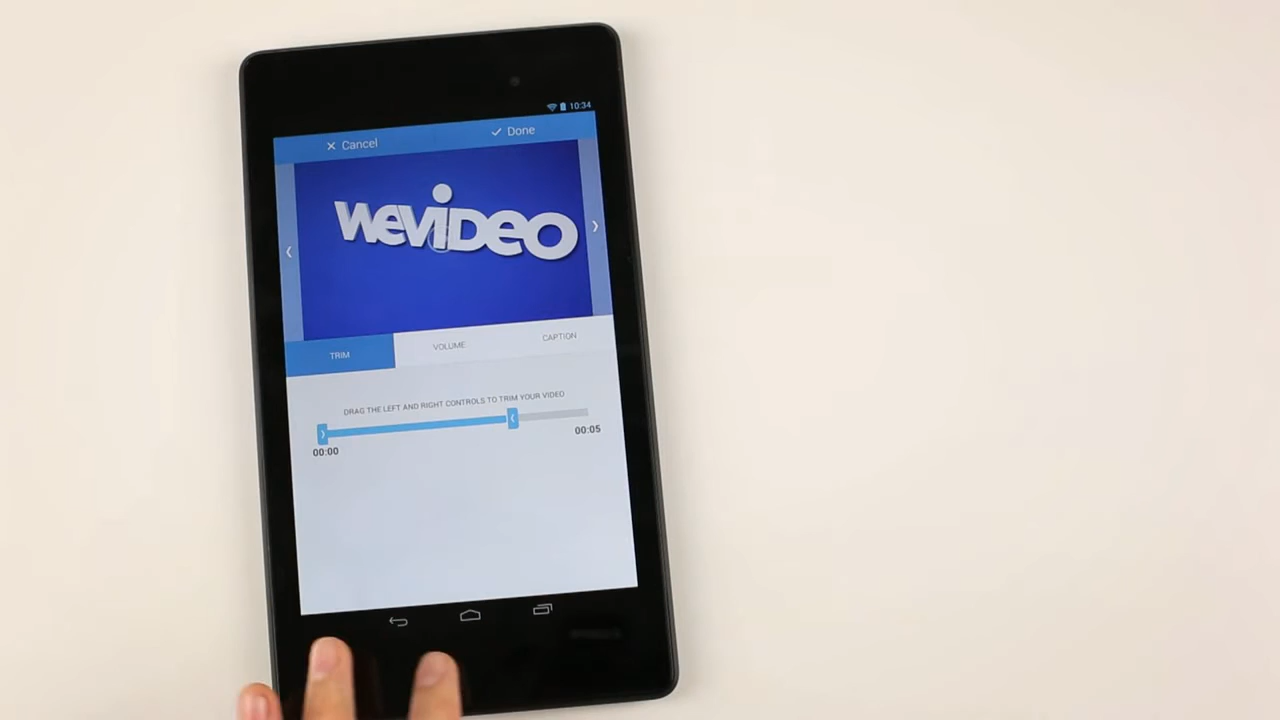 10:34
Cancel
Done
WEVIDEO
TRIM
VOLUME
CAPTION
DRAG THE LEFT AND RIGHT CONTROLS TO TRIM YOUR VIDEO
00:00
00:05